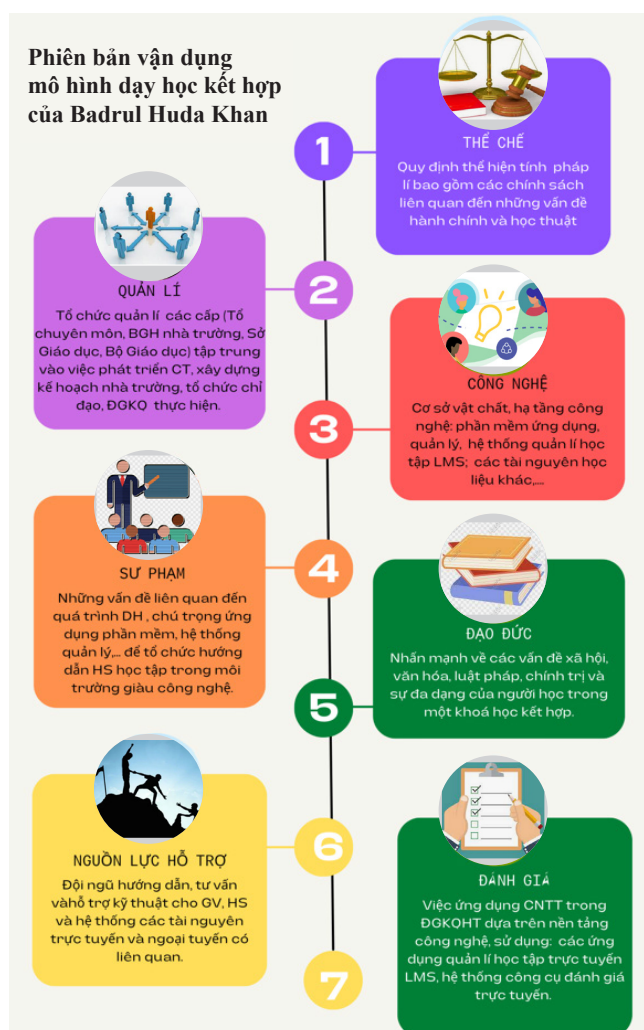 Phiên bản vận dụng
mô hình dạy học kết hợp
của Badrul Huda Khan
1
THỂ CHẾ
Quy định thể hiện tính pháp
lí bao gồm các chính sách
liên quan đến những vấn đề
hành chính và học thuật
2
QUẢN LÍ
Tổ chức quản lí các cấp (Tổ
chuyên môn, BGH nhà trường, Sở
Giáo dục, Bộ Giáo dục) tập trung
vào việc phát triển CT, xây dựng
kế hoạch nhà trường, tổ chức chỉ
đạo, ĐGKQ thực hiện.
3
CÔNG NGHỆ
Cơ sở vật chất, hạ tầng công
nghệ: phần mềm ứng dụng,
quản lý, hệ thống quản lí học
tập LMS; các tài nguyên học
liệu khác,...
4
SƯ PHẠM
Những vấn đề liên quan đến
quá trình DH , chú trọng ứng
dụng phần mềm, hệ thống
quản lý,... để tổ chức hướng
dẫn HS học tập trong môi
trường giàu công nghệ.
5
ĐẠO ĐỨC
Nhấn mạnh về các vấn đề xã hội,
văn hóa, luật pháp, chính trị và
sự đa dạng của người học trong
một khoá học kết hợp.
6
NGUỒN LỰC HỖ TRỢ
Đội ngũ hướng dẫn, tư vấn
vàhỗ trợ kỹ thuật cho GV, HS
và hệ thống các tài nguyên
trực tuyến và ngoại tuyến có
liên quan.
7
ĐÁNH GIÁ
Việc ứng dụng CNTT trong
ĐGKQHT dựa trên nền tảng
công nghệ, sử dụng: các ứng
dụng quản lí học tập trực tuyến
LMS, hệ thống công cụ đánh giá
trực tuyến.